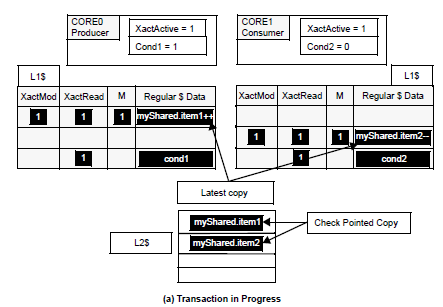 CORE0
Producer
XactActive = 1
Cond1 = 1
CORE1
Consumer
XactActive = 1
Cond2 = 0
L1$
L1$
XactMod XactRead M Regular $ Data
1 1 1 myShared.item1++
1 cond1
XactMod XactRead M Regular $ Data
1 1 1 myShared.item2--
1 cond2
Latest copy
L2$
myShared.item1
myShared.item2
Check Pointed Copy
(a) Transaction in Progress